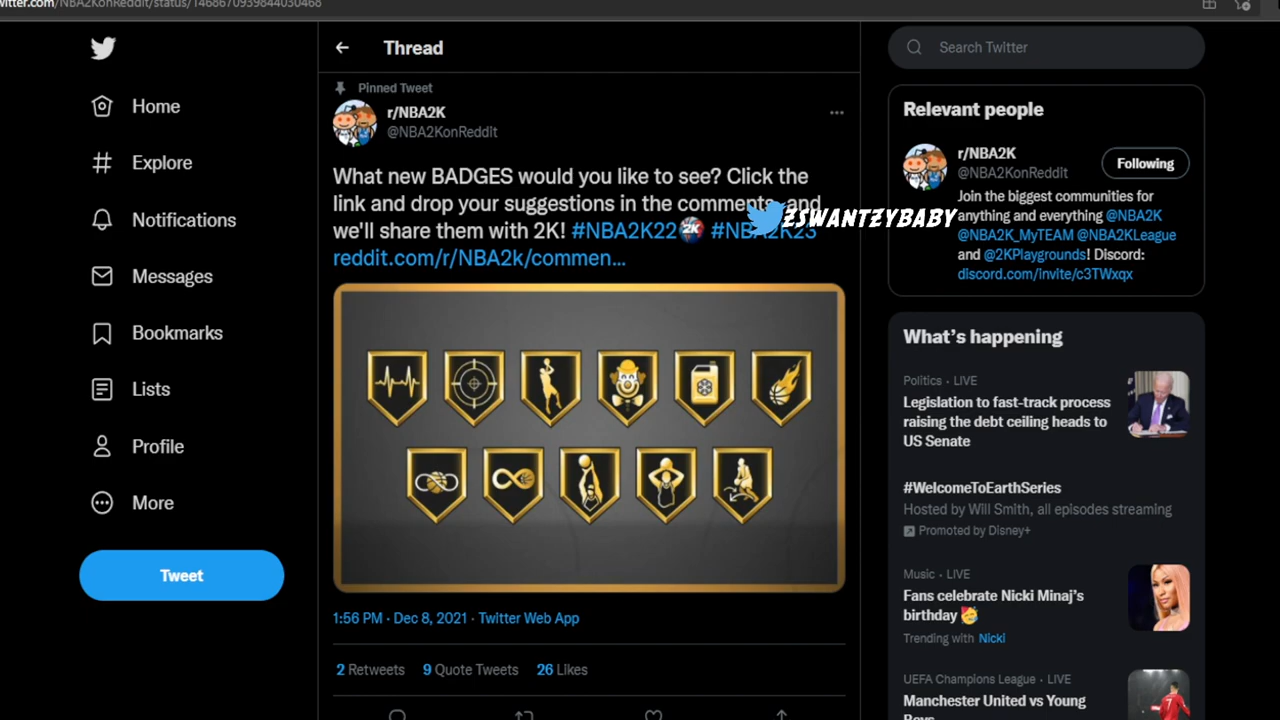 witter.com/NBA2KonReddit/status/1468670939844030468
Home
Explore
Notifications
Messages
Bookmarks
Lists
Profile
More
Tweet
Thread
Pinned Tweet
r/NBA2K
@NBA2KonReddIt
What new BADGES would you like to see? Click the
link and drop your suggestions in the comments, and
we'll share them with 2K! #NBA2K22 2K #NBA2K23
reddit.com/r/NBA2k/commen...
ZSWANTZYBABY
1:56 PM · Dec 8, 2021 · Twitter Web App
2 Retweets 9 Quote Tweets 26 Likes
Search Twitter
Relevant people
r/NBA2K
@NBA2KonReddIt
Following
Join the biggest communities for
anything and everything @NBA2K
@NBA2K_MyTEAM @NBA2KLeague
and @2KPlaygrounds! Discord:
discord.com/invite/c3TWxqx
What's happening
Politics · LIVE
Legislation to fast-track process
raising the debt ceiling heads to
US Senate
#WelcomeToEarthSeries
Hosted by Will Smith, all episodes streaming
Promoted by Disney+
Music · LIVE
Fans celebrate Nicki Minaj's
birthday
Trending with Nicki
UEFA Champions League · LIVE
Manchester United vs Young
Boys